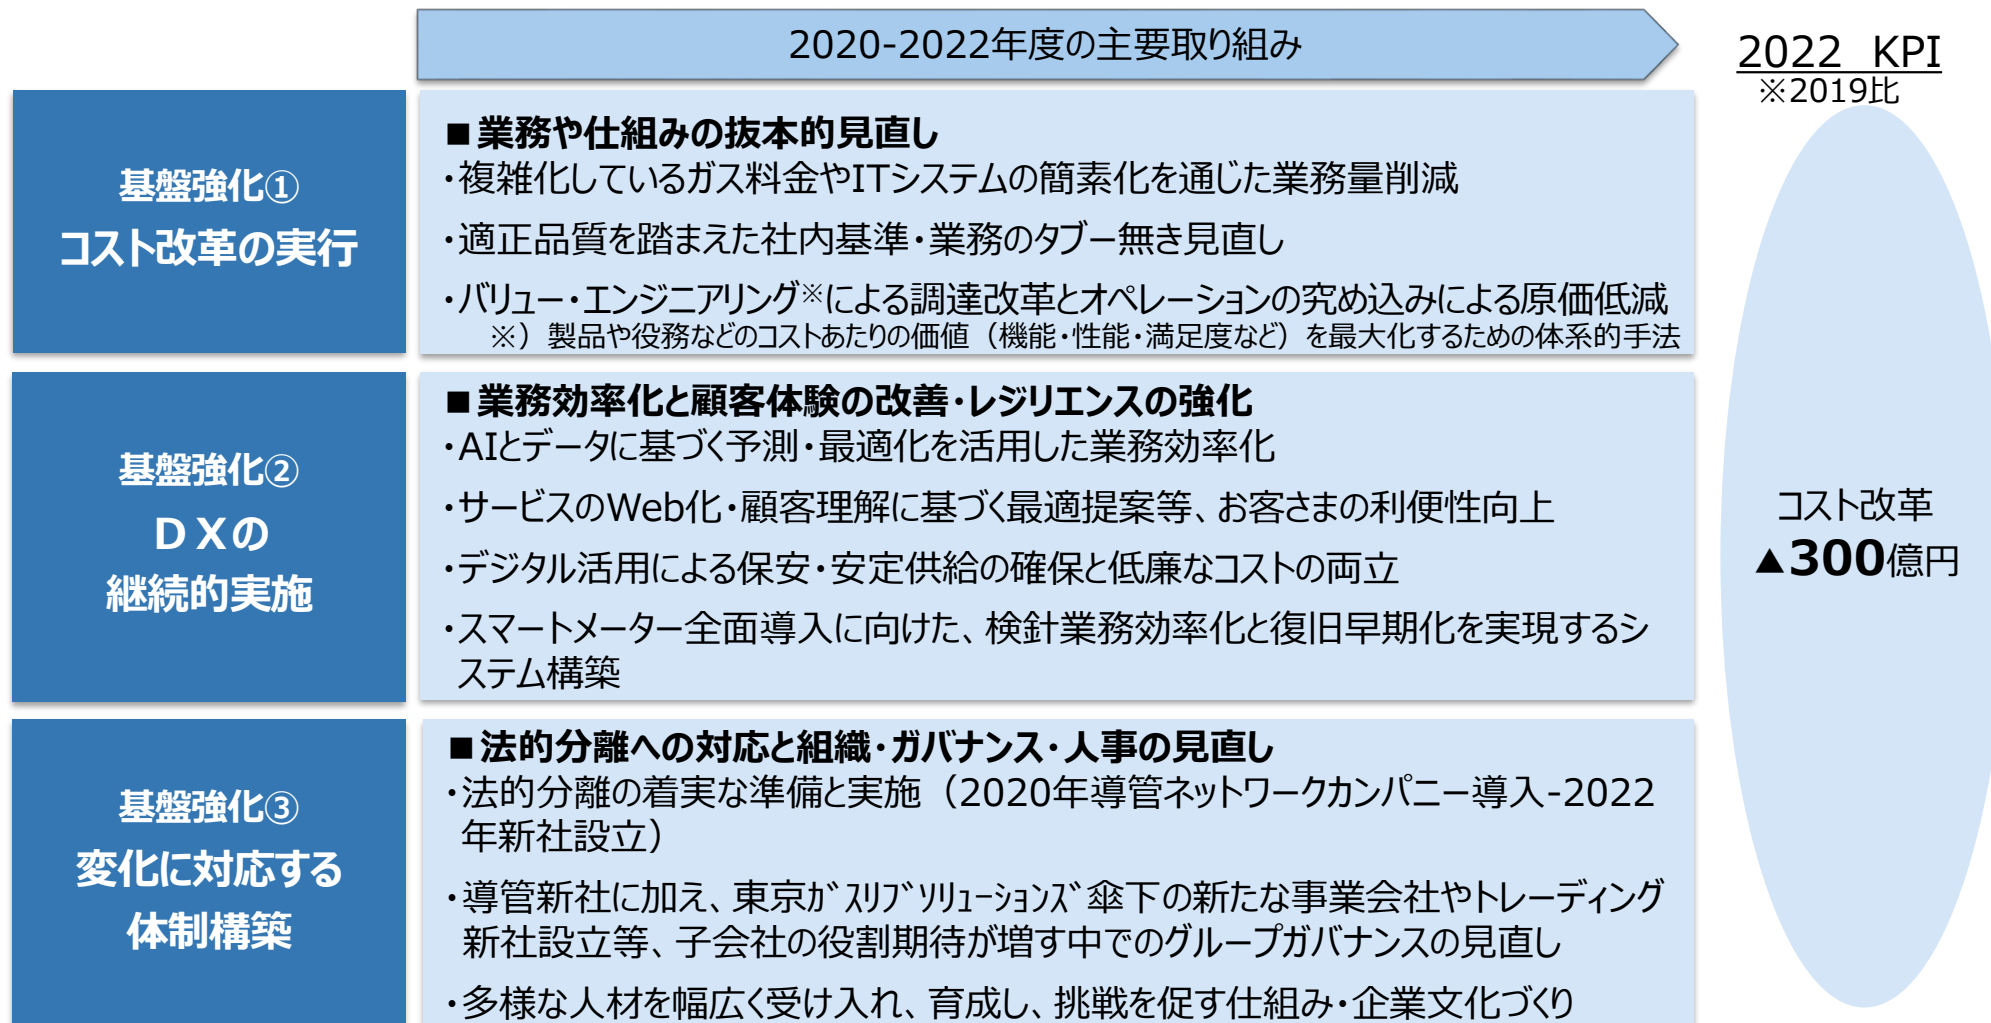 2020-2022年度の主要取り組み
2022 KPI
※2019比
基盤強化①
コスト改革の実行
■業務や仕組みの抜本的見直し
・複雑化しているガス料金やITシステムの簡素化を通じた業務量削減
・適正品質を踏まえた社内基準・業務のタブー無き見直し
・バリュー・エンジニアリング※による調達改革とオペレーションの究め込みによる原価低減
※）製品や役務などのコストあたりの価値（機能・性能・満足度など）を最大化するための体系的手法
基盤強化②
ＤＸの
継続的実施
■業務効率化と顧客体験の改善・レジリエンスの強化
・AIとデータに基づく予測・最適化を活用した業務効率化
・サービスのWeb化・顧客理解に基づく最適提案等、お客さまの利便性向上
・デジタル活用による保安・安定供給の確保と低廉なコストの両立
・スマートメーター全面導入に向けた、検針業務効率化と復旧早期化を実現するシ
ステム構築
基盤強化③
変化に対応する
体制構築
■法的分離への対応と組織・ガバナンス・人事の見直し
・法的分離の着実な準備と実施（2020年導管ネットワークカンパニー導入-2022
年新社設立）
・導管新社に加え、東京ｶﾞｽﾘﾌﾞｿﾘｭｰｼｮﾝｽﾞ傘下の新たな事業会社やトレーディング
新社設立等、子会社の役割期待が増す中でのグループガバナンスの見直し
・多様な人材を幅広く受け入れ、育成し、挑戦を促す仕組み・企業文化づくり
コスト改革
▲300億円